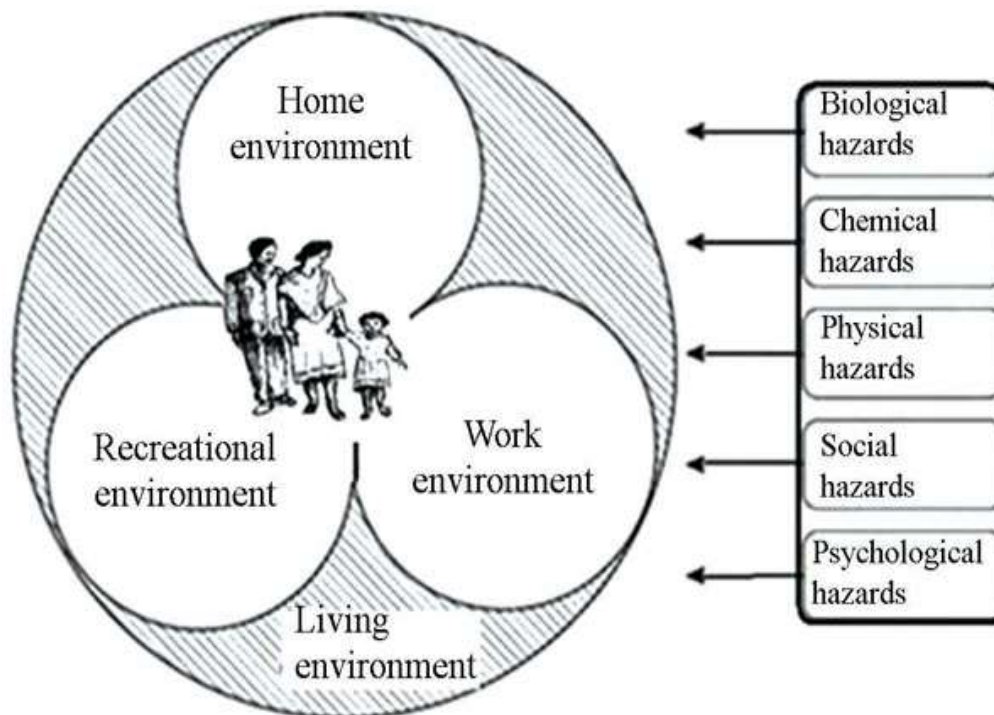 Home
environment
Recreational
environment
Work
environment
Living
environment
Biological
hazards
Chemical
hazards
Physical
hazards
Social
hazards
Psychological
hazards